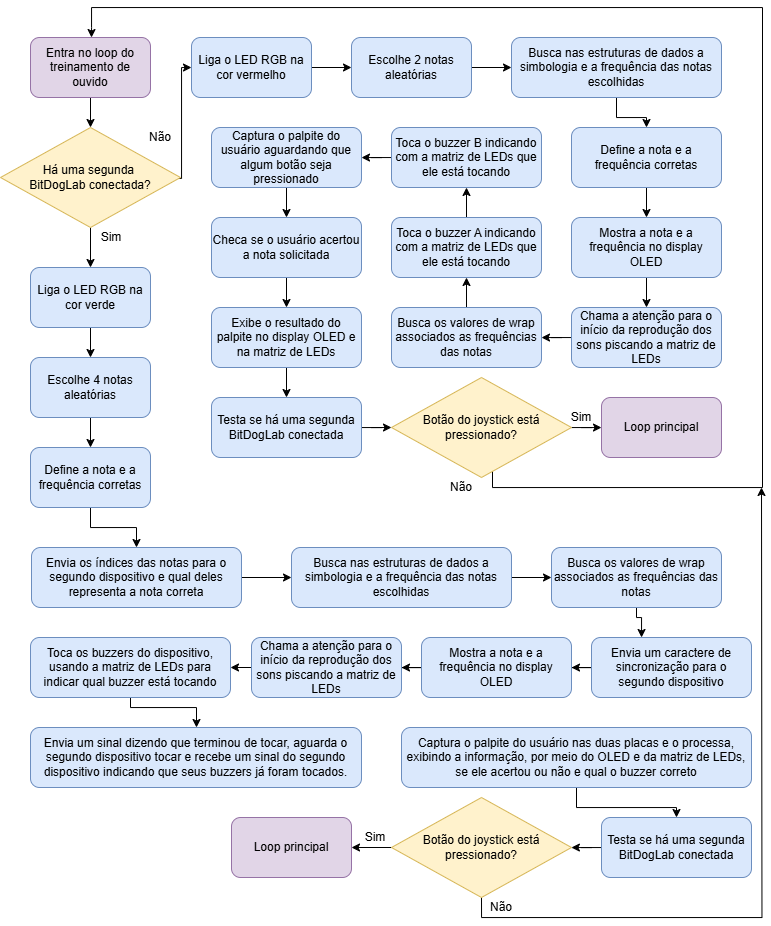 Entra no loop do
treinamento de
ouvido
Liga o LED RGB na
cor vermelho
Escolhe 2 notas
aleatórias
Busca nas estruturas de dados a
simbologia e a frequência das notas
escolhidas
Não
Há uma segunda
BitDogLab conectada?
Sim
Captura o palpite do
usuário aguardando que
algum botão seja
pressionado
Toca o buzzer B indicando
com a matriz de LEDs que
ele está tocando
Define a nota e a
frequência corretas
Checa se o usuário acertou
a nota solicitada
Toca o buzzer A indicando
com a matriz de LEDs que
ele está tocando
Mostra a nota e a
frequência no display
OLED
Liga o LED RGB na
cor verde
Exibe o resultado do
palpite no display OLED e
na matriz de LEDs
Busca os valores de wrap
associados as frequências
das notas
Chama a atenção para o
início da reprodução dos
sons piscando a matriz de
LEDs
Escolhe 4 notas
aleatórias
Testa se há uma segunda
BitDogLab conectada
Botão do joystick está
pressionado?
Sim
Loop principal
Não
Define a nota e a
frequência corretas
Envia os índices das notas para o
segundo dispositivo e qual deles
representa a nota correta
Busca nas estruturas de dados a
simbologia e a frequência das notas
escolhidas
Busca os valores de wrap
associados as frequências das
notas
Toca os buzzers do dispositivo,
usando a matriz de LEDs para
indicar qual buzzer está tocando
Chama a atenção para o
início da reprodução dos
sons piscando a matriz de
LEDs
Mostra a nota e a
frequência no display
OLED
Envia um caractere de
sincronização para o
segundo dispositivo
Envia um sinal dizendo que terminou de tocar, aguarda o
segundo dispositivo tocar e recebe um sinal do segundo
dispositivo indicando que seus buzzers já foram tocados.
Captura o palpite do usuário nas duas placas e o processa,
exibindo a informação, por meio do OLED e da matriz de LEDs,
se ele acertou ou não e qual o buzzer correto
Loop principal
Sim
Botão do joystick está
pressionado?
Testa se há uma segunda
BitDogLab conectada
Não